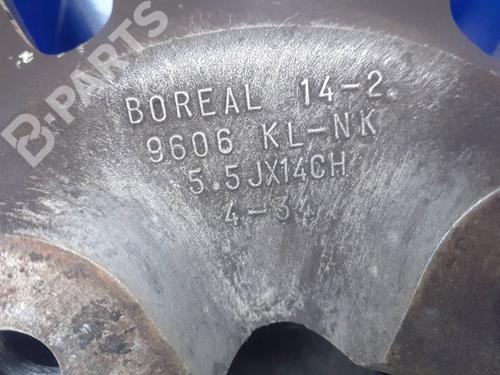 B-PARTS
BOREAL 14-2
9606 KL-NK
5.5JX14CH
4-34